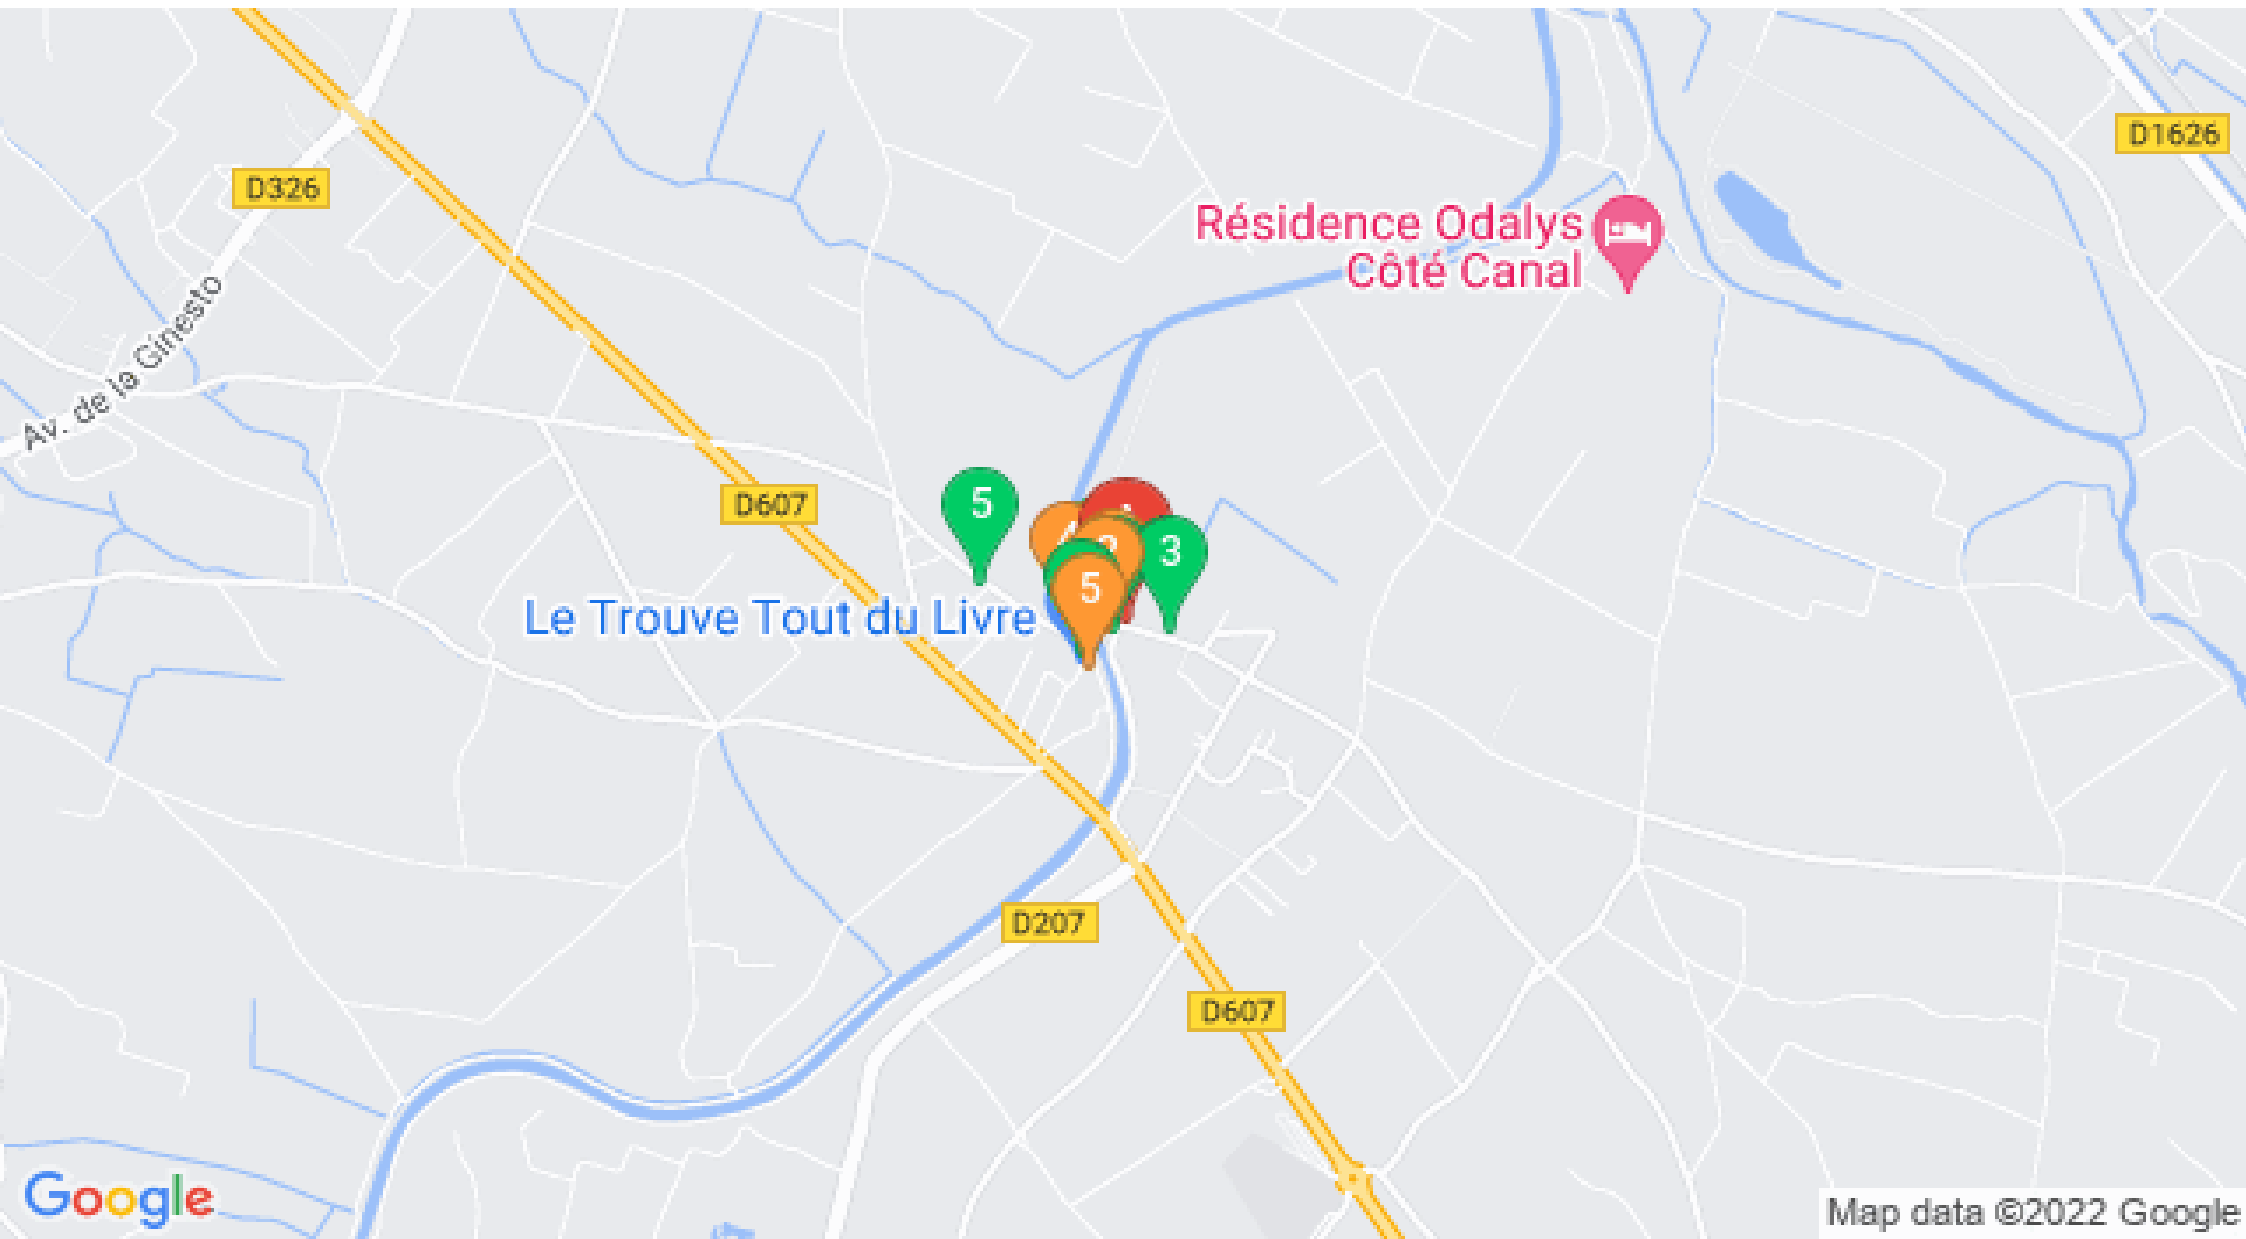 D1626
D326
Résidence Odalys
Côté Canal
Av. de la Ginesto
5
D607
3
5
Le Trouve Tout du Livre
D207
D607
Google
Map data ©2022 Google